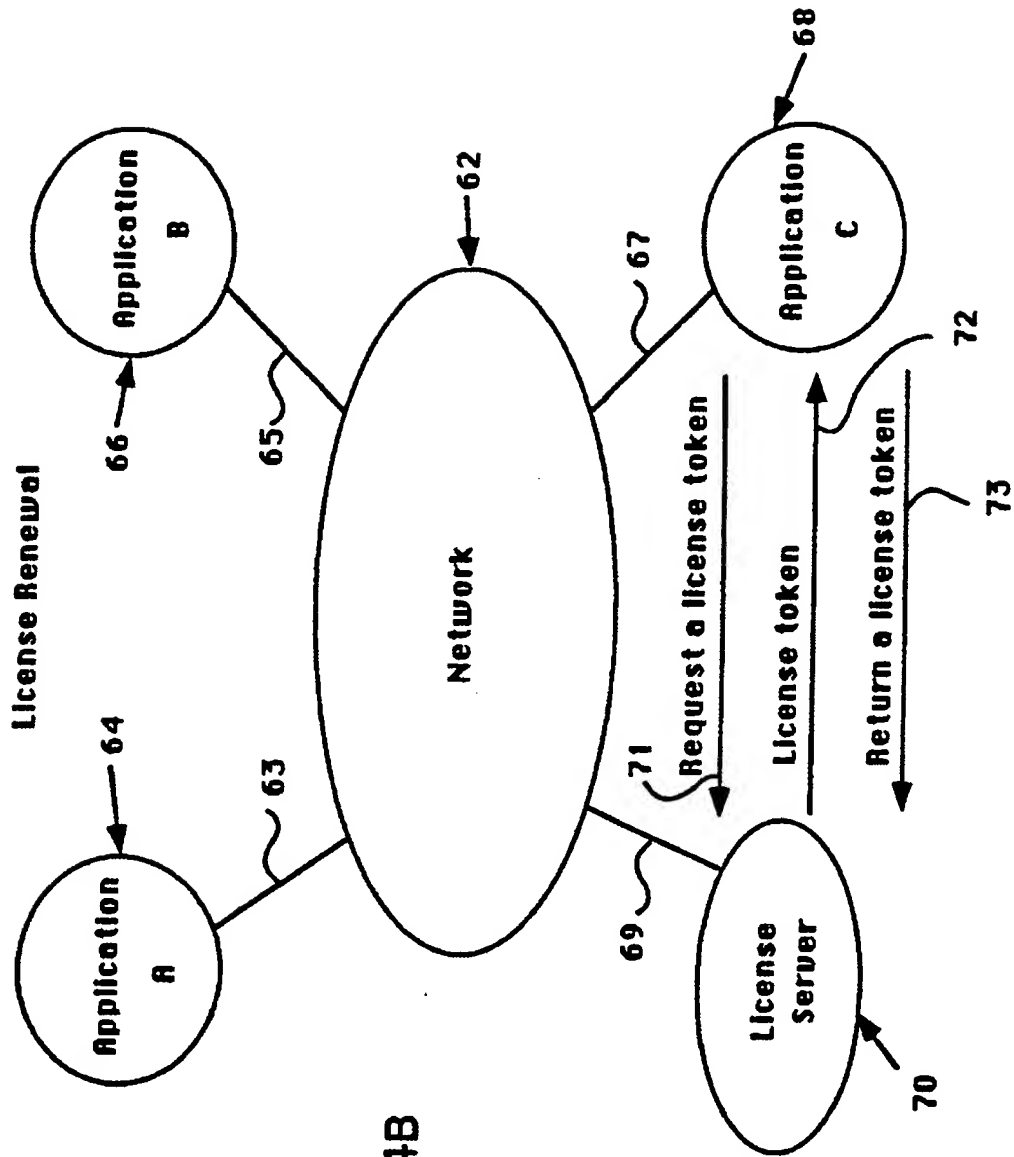 License Renewal
64
Application
A
63
66
Application
B
65
62
Network
67
68
Application
C
69
71
Request a license token
License token
72
Return a license token
73
License
Server
70